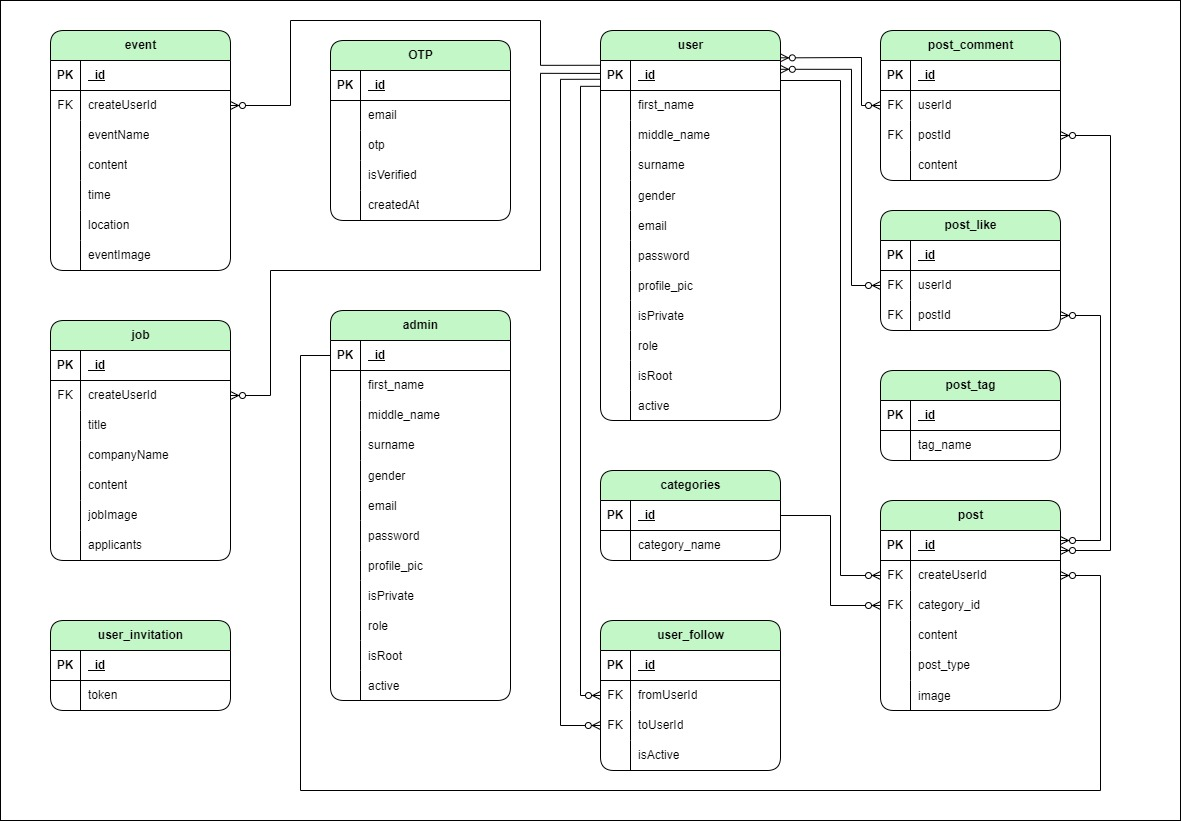 event
PK _id
FK createUserId
eventName
content
time
location
eventImage
OTP
PK _id
email
otp
isVerified
createdAt
user
PK _id
first_name
middle_name
surname
gender
email
password
profile_pic
isPrivate
role
isRoot
active
post_comment
PK _id
FK userId
FK postId
content
post_like
PK _id
FK userId
FK postId
job
PK _id
FK createUserId
title
companyName
content
jobImage
applicants
admin
PK _id
first_name
middle_name
surname
gender
email
password
profile_pic
isPrivate
role
isRoot
active
post_tag
PK _id
tag_name
categories
PK _id
category_name
post
PK _id
FK createUserId
FK category_id
content
post_type
image
user_invitation
PK _id
token
user_follow
PK _id
FK fromUserId
FK toUserId
isActive